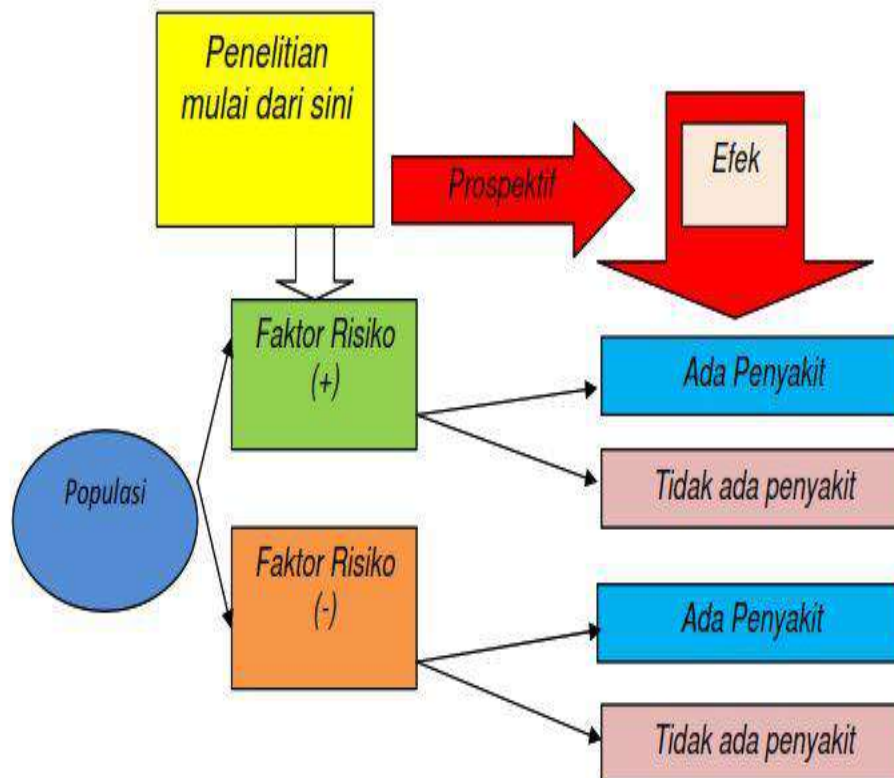 Penelitian
mulai dari sini
Prospektif
Efek
Faktor Risiko
(+)
Ada Penyakit
Tidak ada penyakit
Populasi
Faktor Risiko
(-)
Ada Penyakit
Tidak ada penyakit